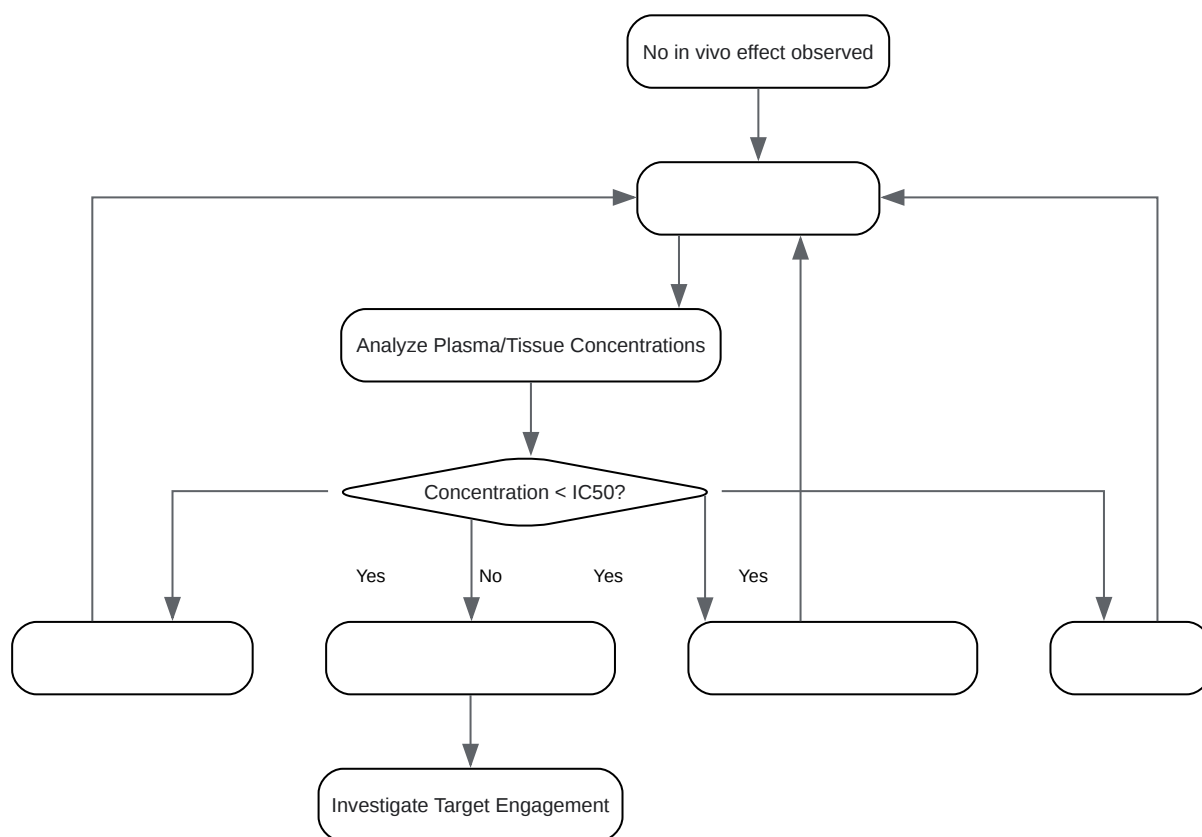 No in vivo effect observed
Analyze Plasma/Tissue Concentrations
Concentration < IC50?
Yes
No
Yes
Yes
Investigate Target Engagement